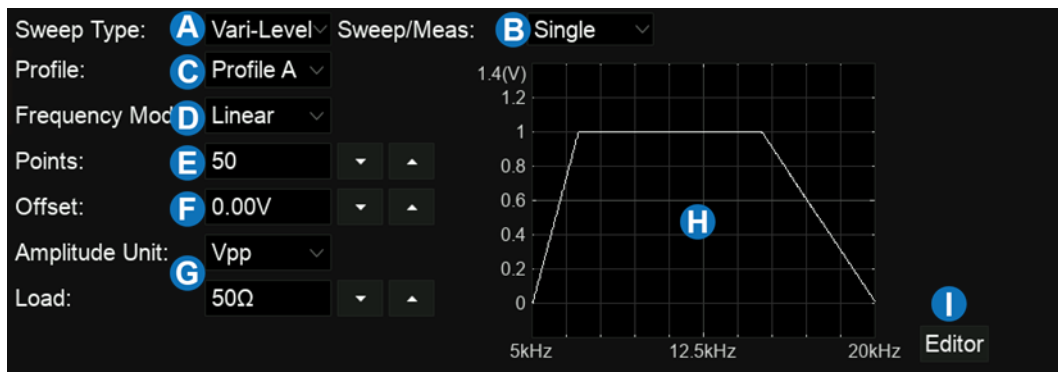 Sweep Type: A Vari-Level Sweep/Meas: B Single
Profile: C Profile A
Frequency Mod D Linear
Points: E 50
Offset: F 0.00V
Amplitude Unit: Vpp
G
Load: 50Ω
1.4(V)
1.2
1
0.8
0.6
0.4
0.2
0
H
5kHz 12.5kHz 20kHz
I
Editor